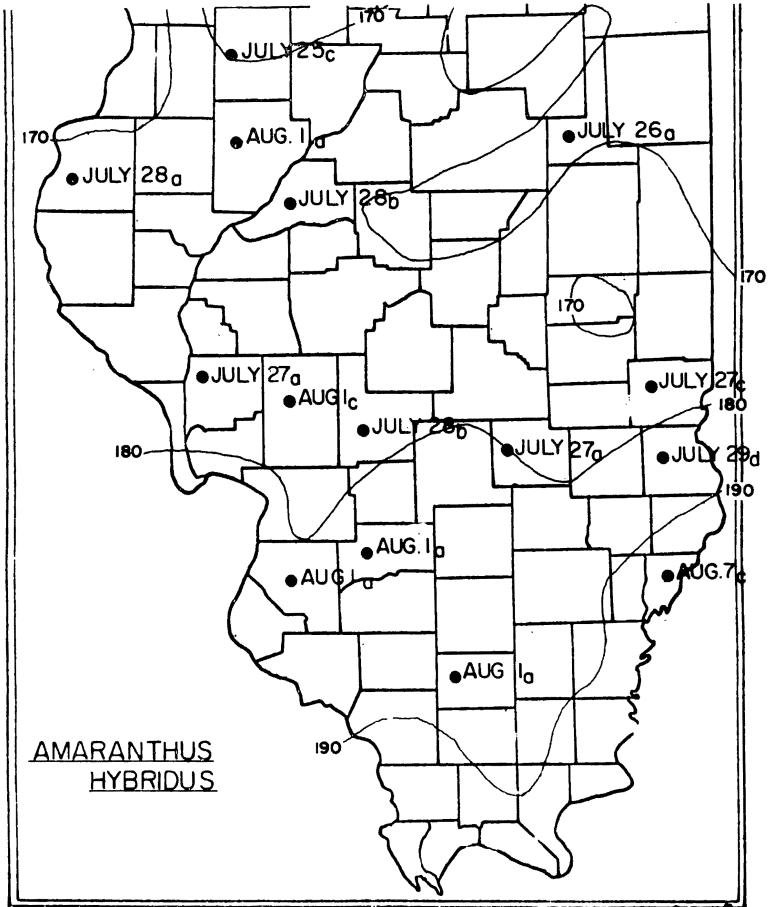 170
JULY 25c
170
AUG. 1a
JULY 26a
JULY 28a
JULY 28b
170
170
JULY 27a
AUG 1c
JULY 27c
180
JULY 28b
180
JULY 27a
JULY 29d
190
AUG. 1a
AUG. 1a
AUG. 7c
AUG 1a
190
AMARANTHUS
HYBRIDUS